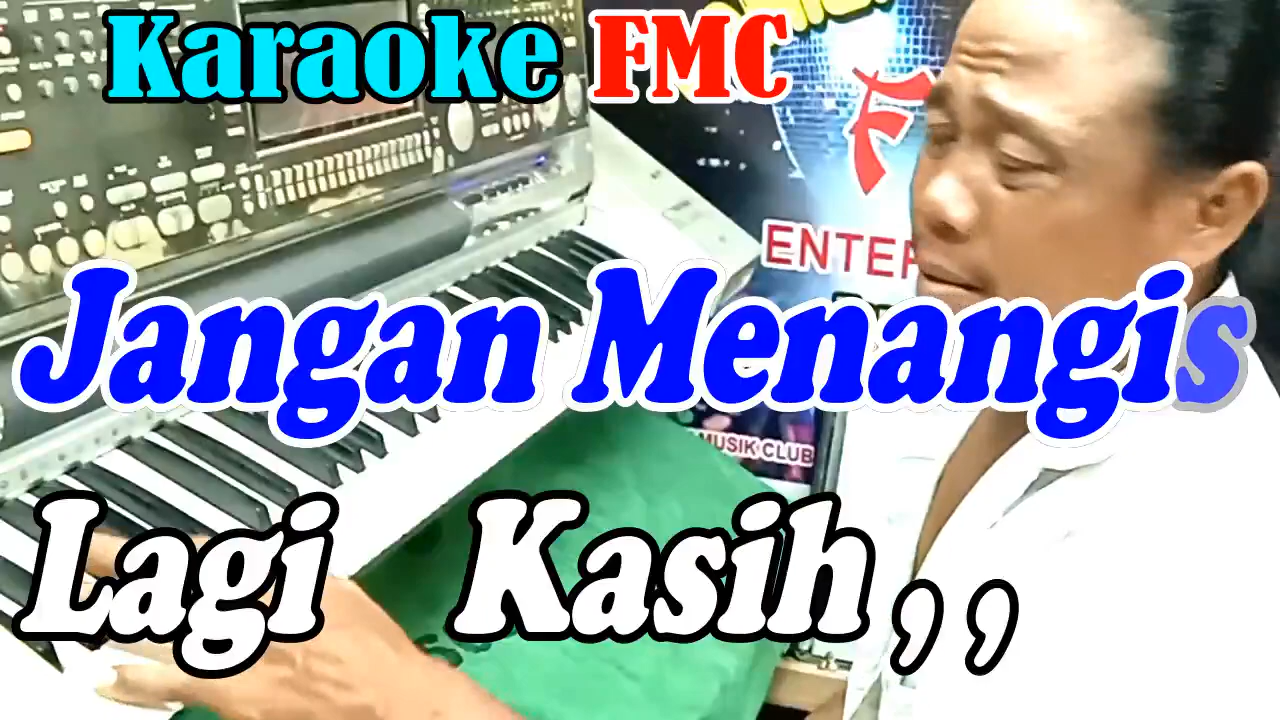 Karaoke FMC
F
ENTER
Jangan Menangis
MUSIK CLUB
Lagi Kasih,,